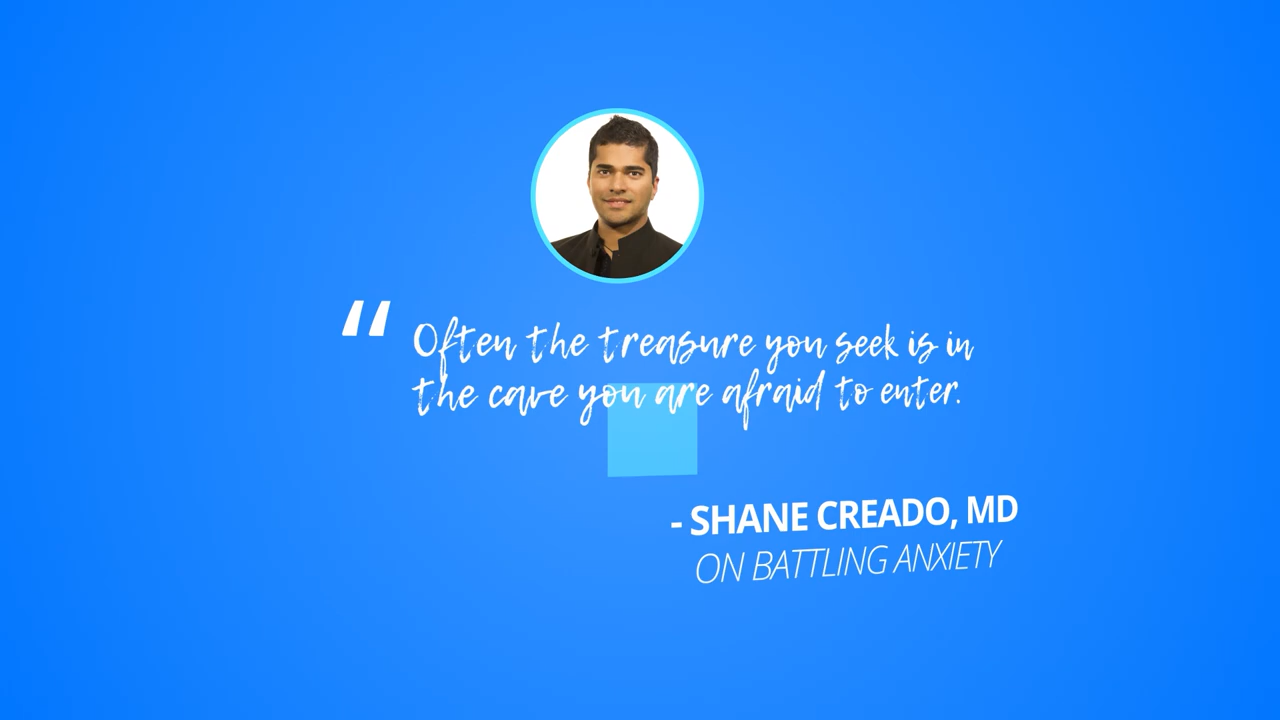 “ Often the treasure you seek is in
the cave you are afraid to enter.
- SHANE CREADO, MD
ON BATTLING ANXIETY